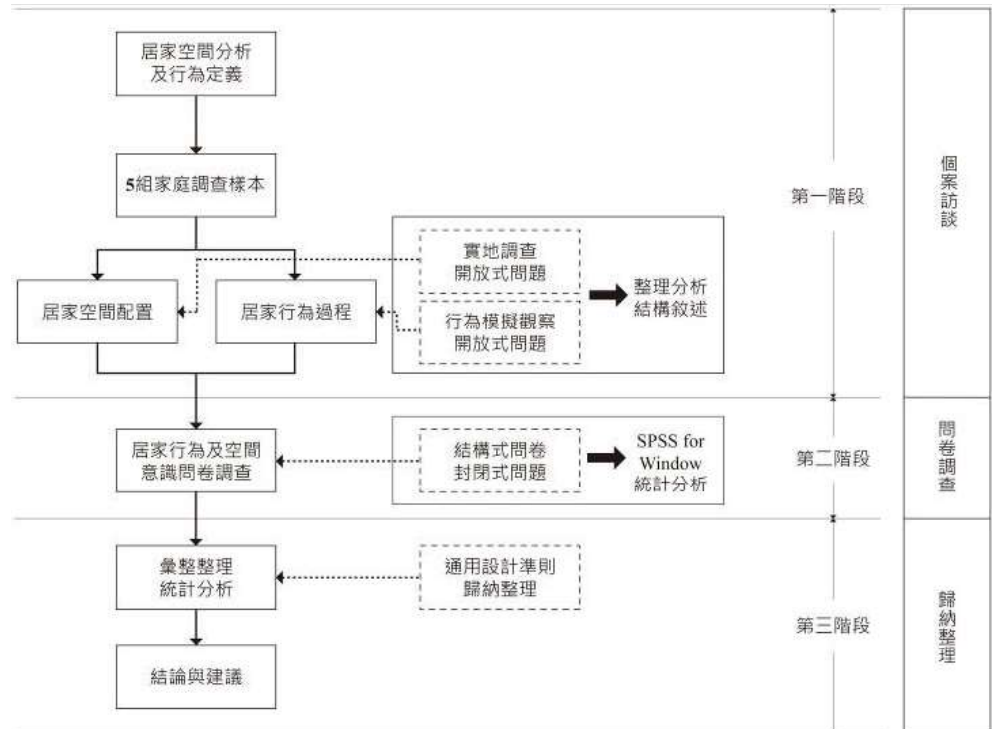 居家空間分析
及行為定義
5組家庭調查樣本
居家空間配置
居家行為過程
實地調查
開放式問題
行為模擬觀察
開放式問題
整理分析
結構敘述
第一階段
個案訪談
居家行為及空間
意識問卷調查
結構式問卷
封閉式問題
SPSS for
Window
統計分析
第二階段
問卷調查
彙整整理
統計分析
通用設計準則
歸納整理
結論與建議
第三階段
歸納整理